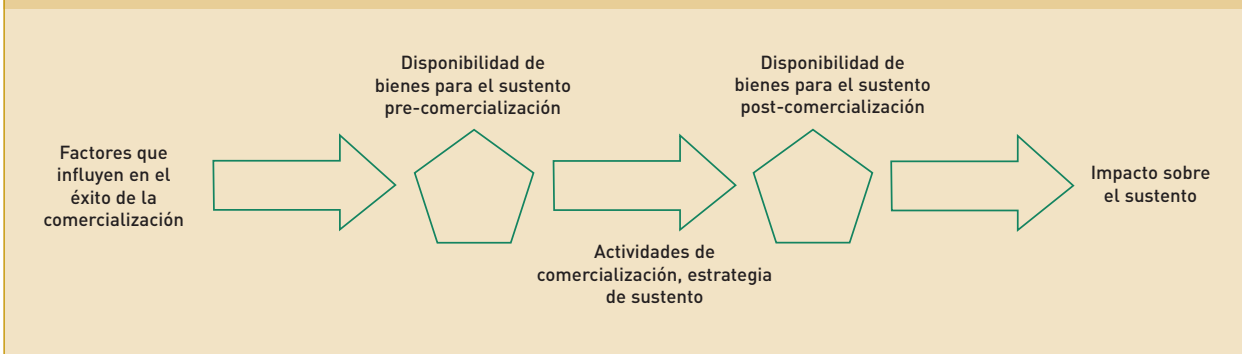 Factores que
influyen en el
éxito de la
comercialización
Disponibilidad de
bienes para el sustento
pre-comercialización
Actividades de
comercialización, estrategia
de sustento
Disponibilidad de
bienes para el sustento
post-comercialización
Impacto sobre
el sustento